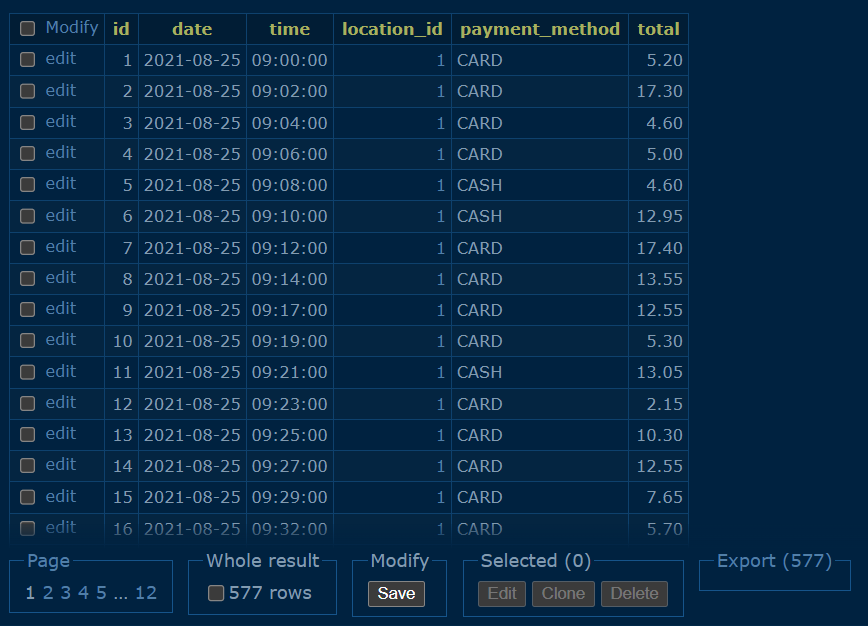 Modify id date time location_id payment_method total
edit 1 2021-08-25 09:00:00 1 CARD 5.20
edit 2 2021-08-25 09:02:00 1 CARD 17.30
edit 3 2021-08-25 09:04:00 1 CARD 4.60
edit 4 2021-08-25 09:06:00 1 CARD 5.00
edit 5 2021-08-25 09:08:00 1 CASH 4.60
edit 6 2021-08-25 09:10:00 1 CASH 12.95
edit 7 2021-08-25 09:12:00 1 CARD 17.40
edit 8 2021-08-25 09:14:00 1 CARD 13.55
edit 9 2021-08-25 09:17:00 1 CARD 12.55
edit 10 2021-08-25 09:19:00 1 CARD 5.30
edit 11 2021-08-25 09:21:00 1 CASH 13.05
edit 12 2021-08-25 09:23:00 1 CARD 2.15
edit 13 2021-08-25 09:25:00 1 CARD 10.30
edit 14 2021-08-25 09:27:00 1 CARD 12.55
edit 15 2021-08-25 09:29:00 1 CARD 7.65
edit 16 2021-08-25 09:32:00 1 CARD 5.70
Page Whole result Modify Selected (0) Export (577)
1 2 3 4 5 ... 12 577 rows Save Edit Clone Delete